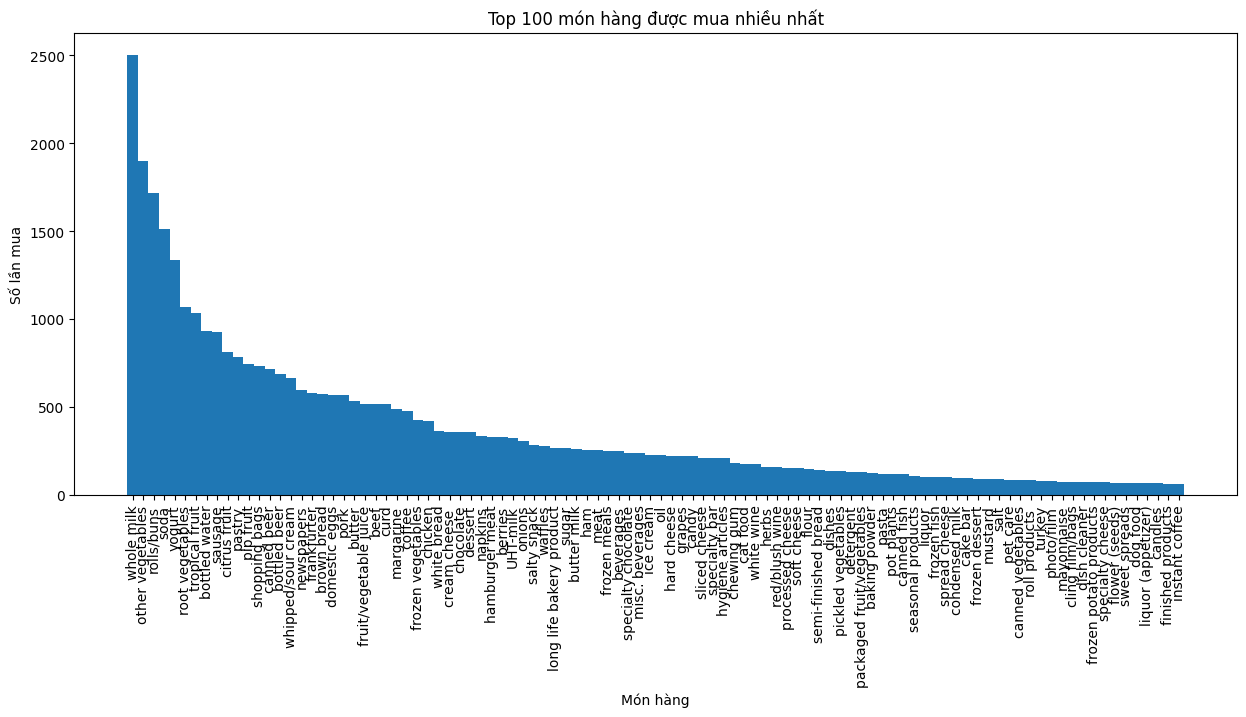 Top 100 món hàng được mua nhiều nhất
Số lần mua
2500
2000
1500
1000
500
0
whole milk
other vegetables
rolls/buns
soda
yogurt
root vegetables
tropical fruit
bottled water
sausage
citrus fruit
pastry
pip fruit
shopping bags
canned beer
bottled beer
whipped/sour cream
newspapers
frankfurter
brown bread
domestic eggs
pork
butter
fruit/vegetable juice
beef
curd
margarine
coffee
frozen vegetables
chicken
white bread
cream cheese
chocolate
dessert
napkins
hamburger meat
berries
UHT-milk
onions
salty snack
waffles
long life bakery product
sugar
butter milk
ham
meat
frozen meals
beverages
specialty chocolate
misc. beverages
ice cream
oil
hard cheese
grapes
candy
sliced cheese
specialty bar
hygiene articles
chewing gum
cat food
white wine
herbs
red/blush wine
processed cheese
soft cheese
flour
semi-finished bread
dishes
pickled vegetables
detergent
packaged fruit/vegetables
baking powder
pasta
pot plants
canned fish
seasonal products
liquor
frozen fish
spread cheese
condensed milk
cake bar
frozen dessert
mustard
salt
pet care
canned vegetables
roll products
turkey
photo/film
mayonnaise
cling film/bags
dish cleaner
frozen potato products
specialty cheese
flower (seeds)
sweet spreads
dog food
liquor (appetizer)
candles
finished products
instant coffee
Món hàng